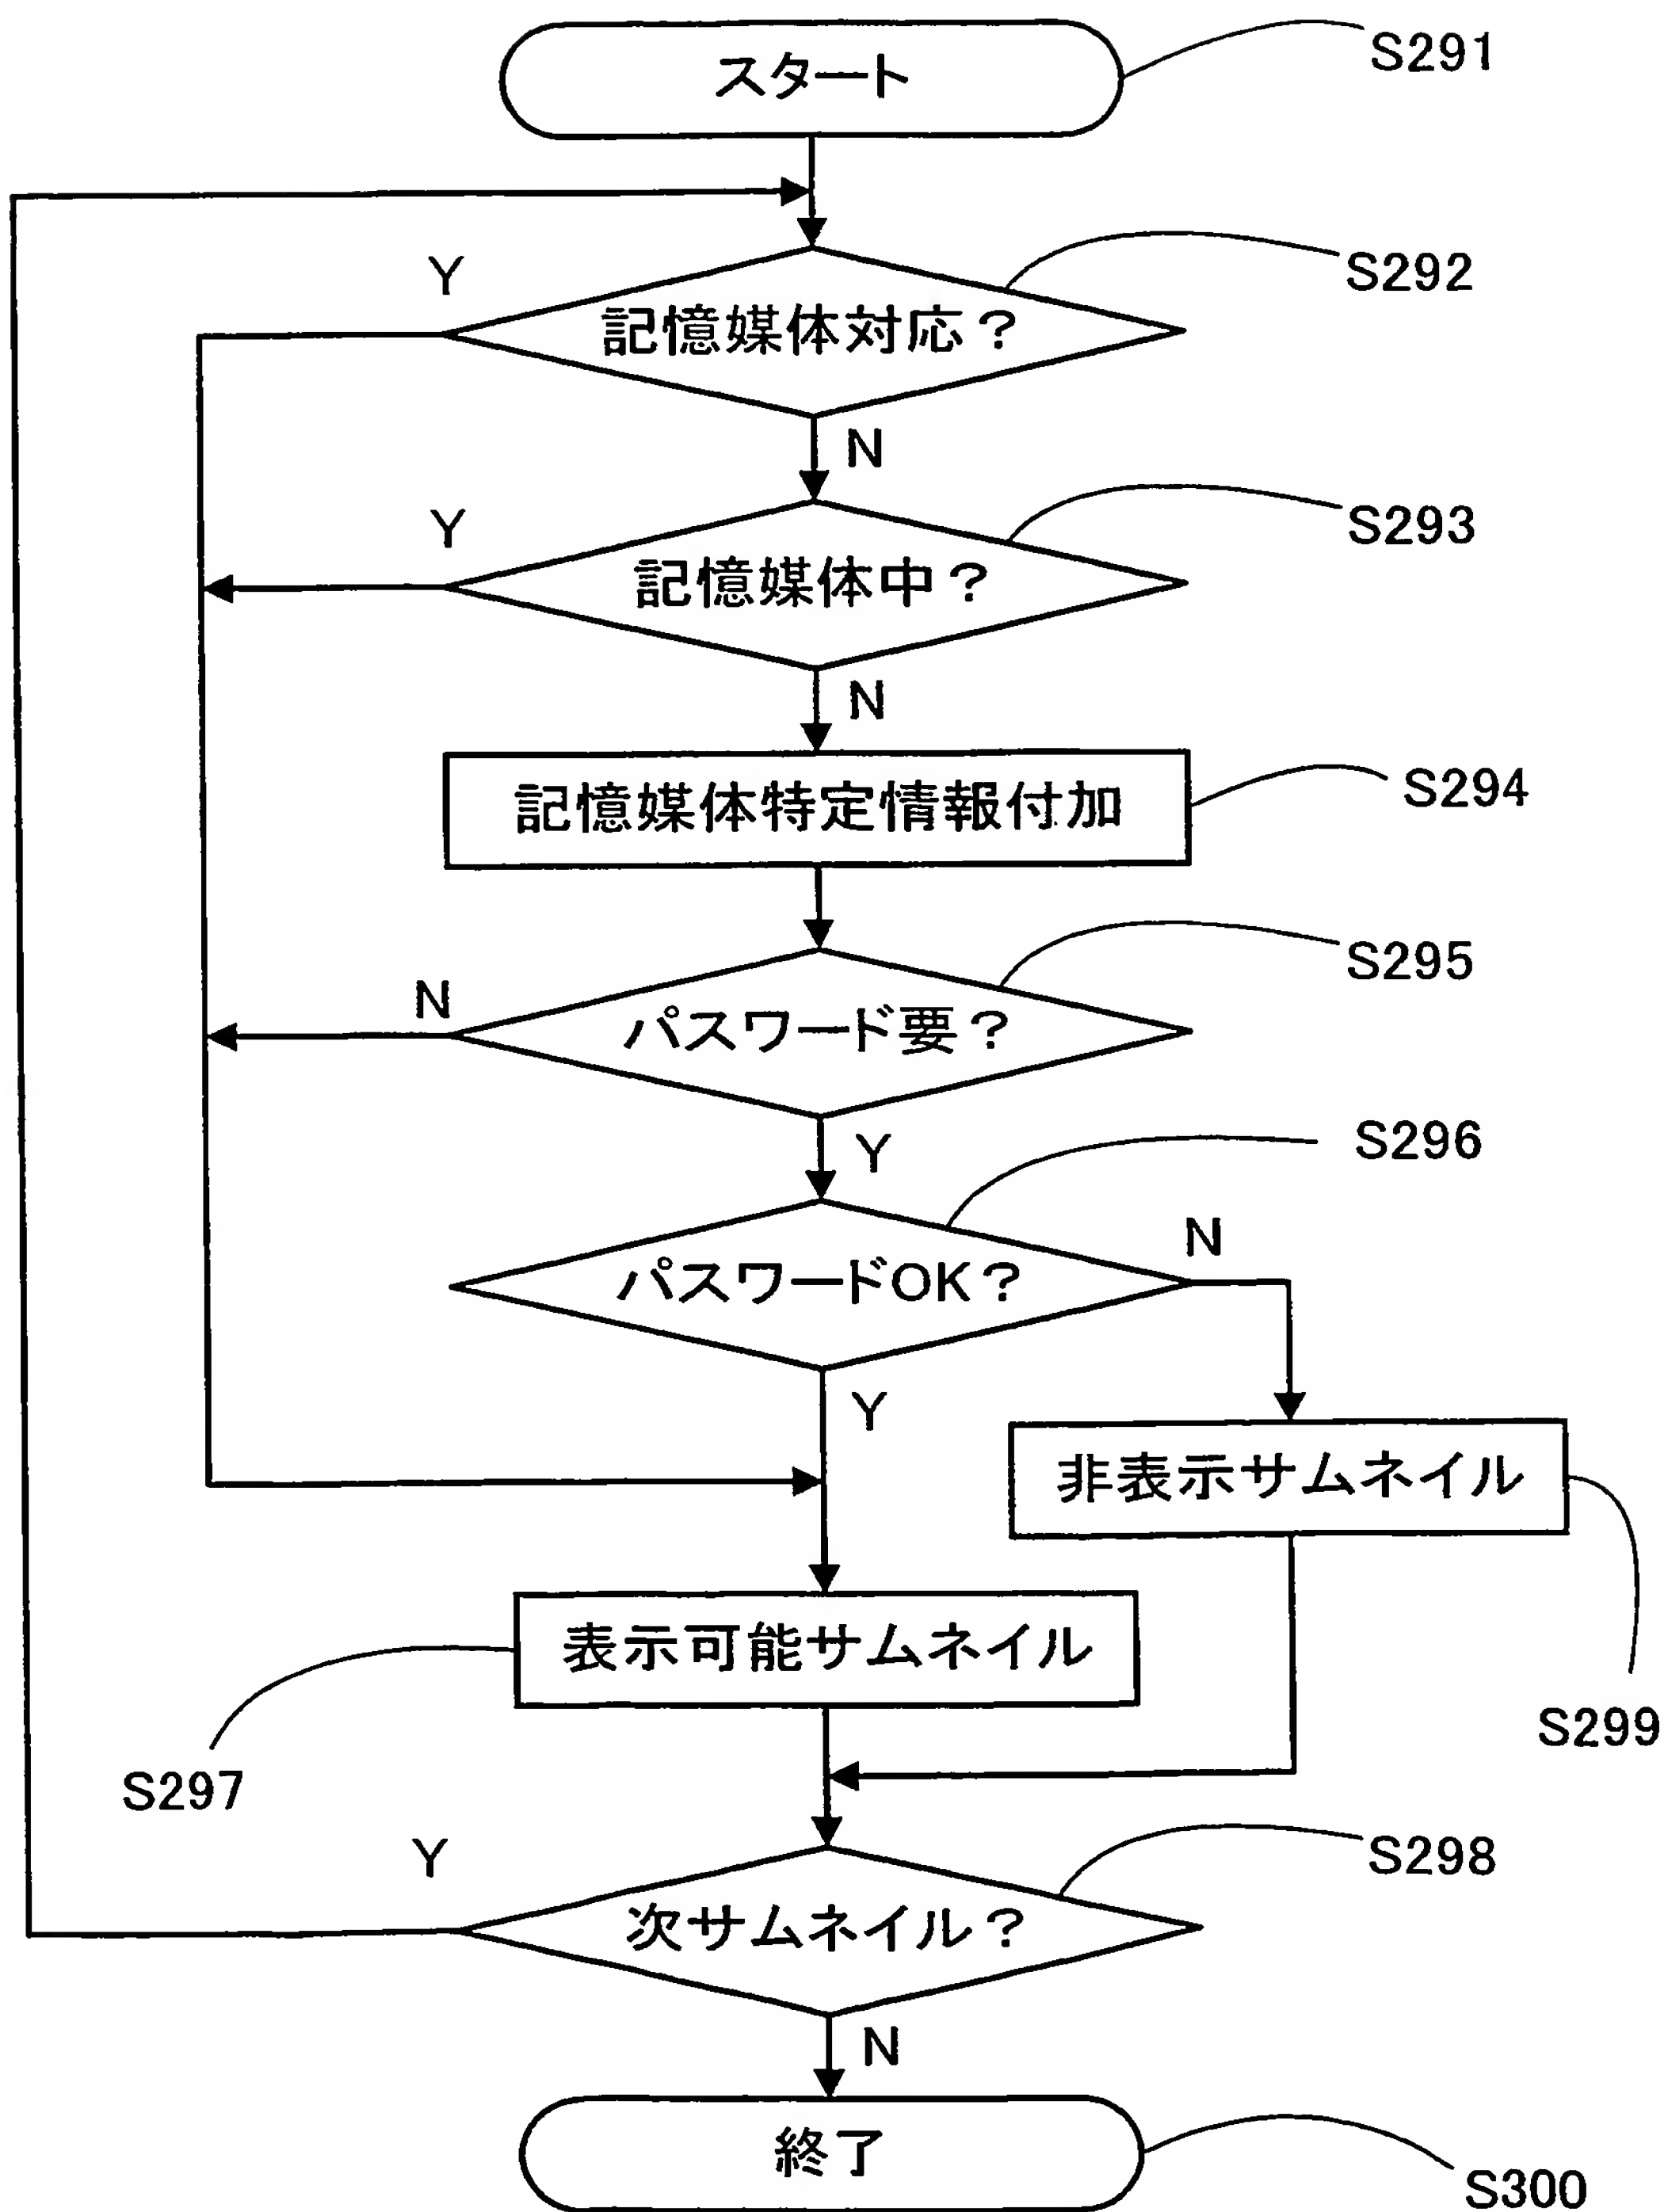 スタート
S291
Y
記憶媒体対応？
S292
N
Y
記憶媒体中？
S293
N
記憶媒体特定情報付加
S294
N
パスワード要？
S295
Y
パスワードOK？
S296
N
Y
非表示サムネイル
S299
表示可能サムネイル
S297
Y
次サムネイル？
S298
N
終了
S300